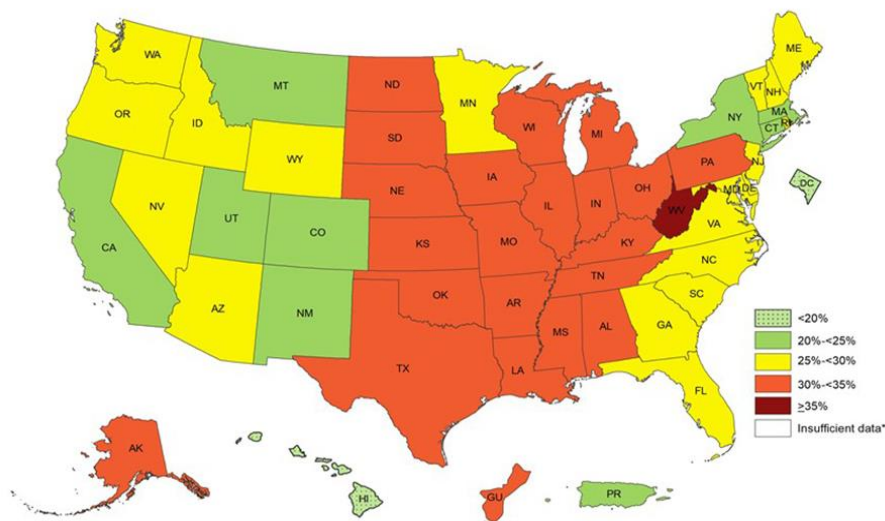 WA
MT
ND
MN
ME
VT
NH
OR
ID
SD
WI
MI
NY
MA
CT
RI
WY
NE
IA
PA
NJ
DC
NV
UT
CO
IL
IN
OH
MD
DE
WV
VA
CA
KS
MO
KY
AZ
NM
OK
AR
TN
NC
SC
MS
AL
GA
TX
LA
FL
AK
HI
GU
PR
<20%
20%-<25%
25%-<30%
30%-<35%
≥35%
Insufficient data*